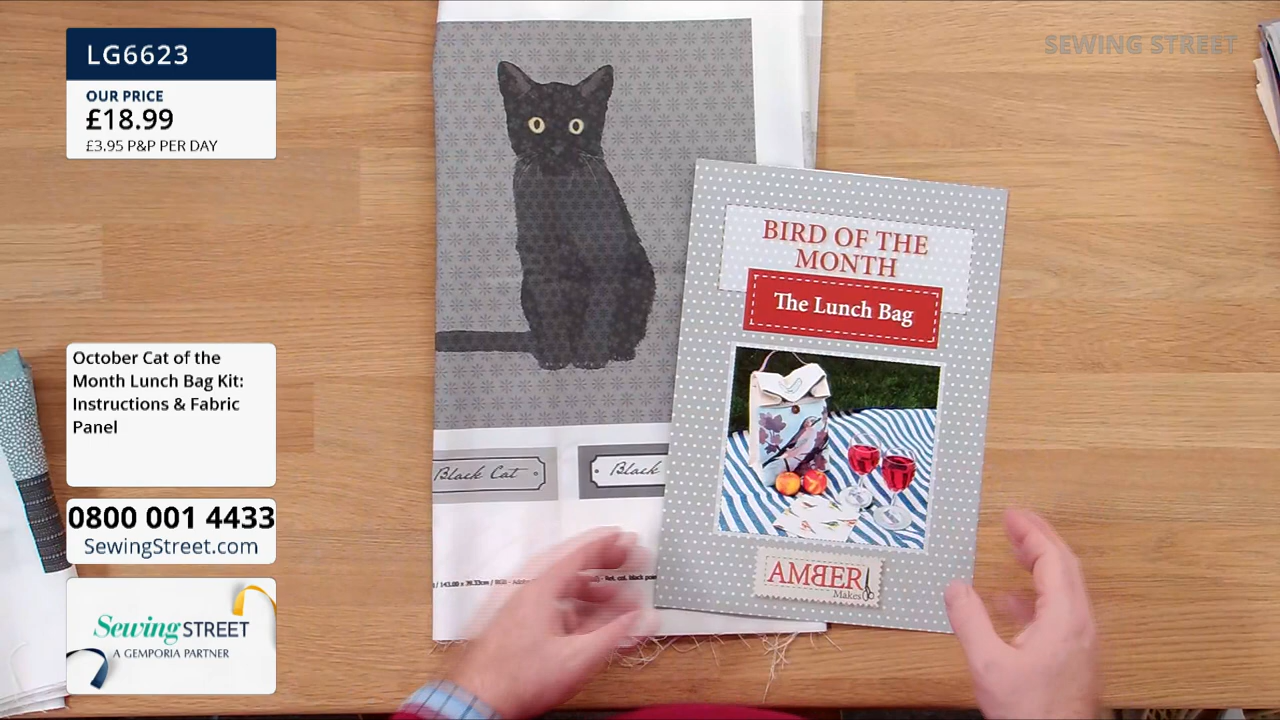 LG6623
OUR PRICE
£18.99
£3.95 P&P PER DAY
SEWING STREET
BIRD OF THE
MONTH
The Lunch Bag
October Cat of the
Month Lunch Bag Kit:
Instructions & Fabric
Panel
Black Cat
Black
0800 001 4433
SewingStreet.com
AMBER
Makes
Sewing STREET
A GEMPORIA PARTNER